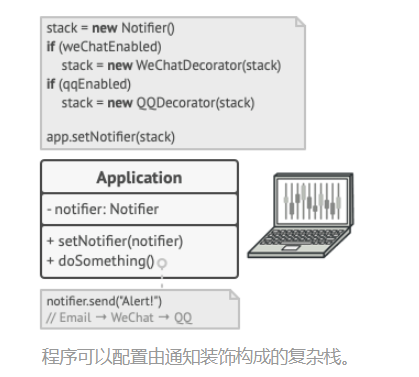 stack = new Notifier()
if (weChatEnabled)
stack = new WeChatDecorator(stack)
if (qqEnabled)
stack = new QQDecorator(stack)
app.setNotifier(stack)
Application
- notifier: Notifier
+ setNotifier(notifier)
+ doSomething()
notifier.send("Alert!")
// Email → WeChat → QQ
程序可以配置由通知装饰构成的复杂栈。